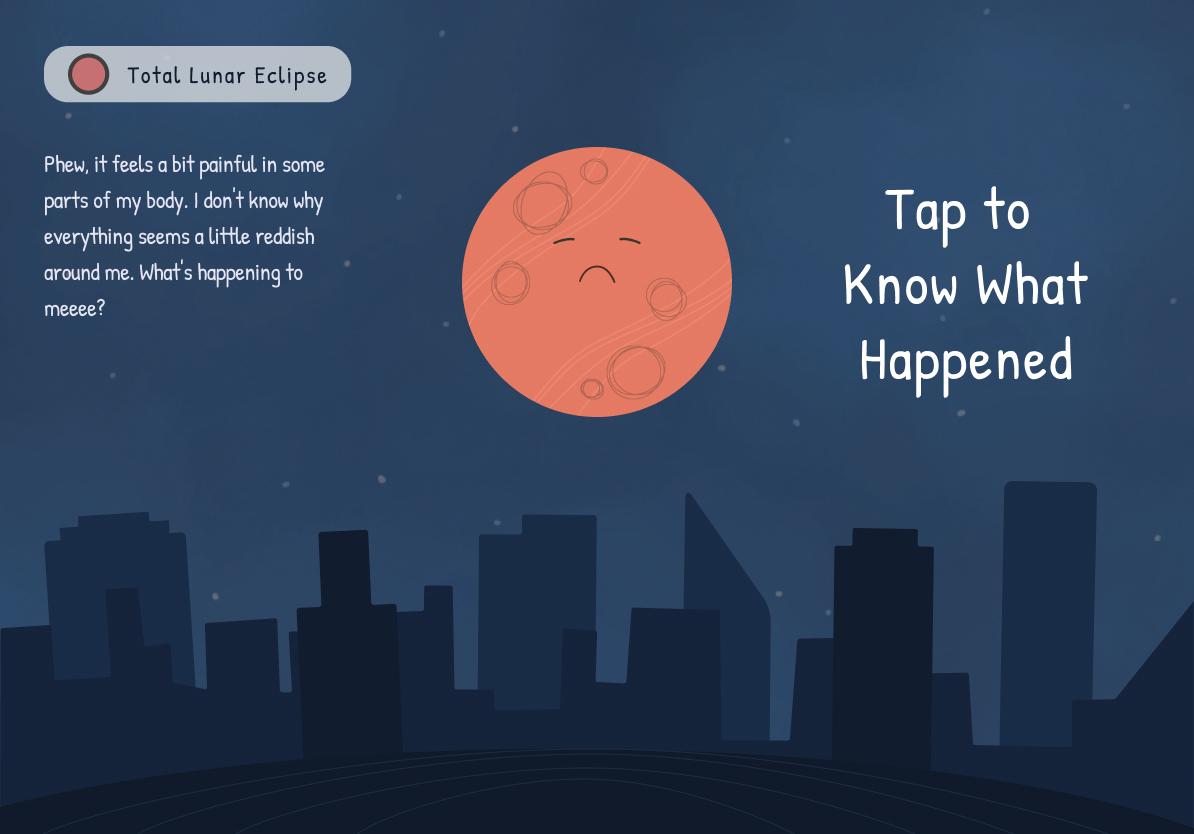 Total Lunar Eclipse
Phew, it feels a bit painful in some
parts of my body. I don't know why
everything seems a little reddish
around me. What's happening to
meeee?
Tap to
Know What
Happened